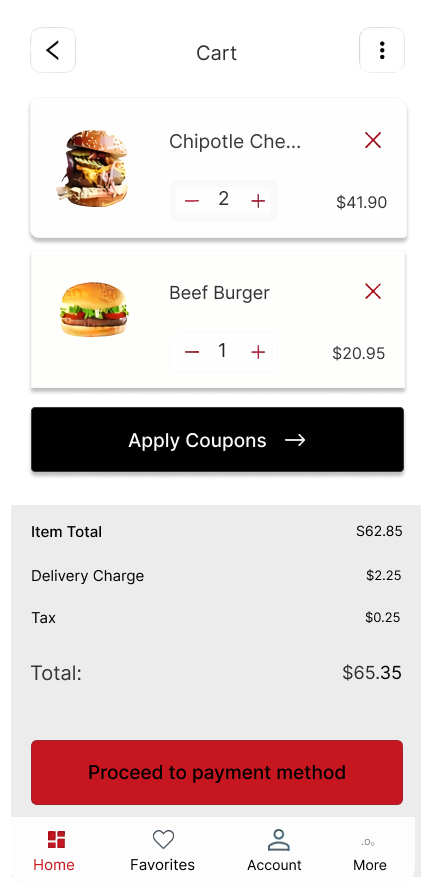 Cart
Chipotle Che...
2
$41.90
Beef Burger
1
$20.95
Apply Coupons
Item Total S62.85
Delivery Charge $2.25
Tax $0.25
Total: $65.35
Proceed to payment method
Home Favorites Account More